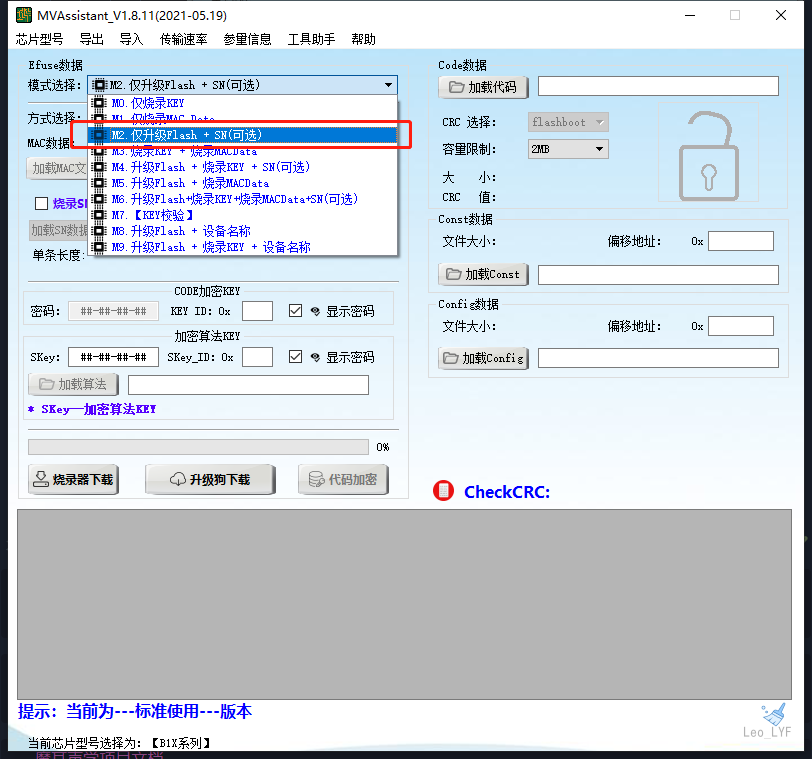 MVAssistant_V1.8.11(2021-05.19)
芯片型号 导出 导入 传输速率 参量信息 工具助手 帮助
Efuse数据
模式选择: M2.仅升级Flash + SN(可选)
M0.仅烧录KEY
方式选择: M1.仅烧录MAC Data
M2.仅升级Flash + SN(可选)
MAC数据 M3.烧录KEY + 烧录MACData
加载MAC文 M4.升级Flash + 烧录KEY + SN(可选)
M5.升级Flash + 烧录MACData
烧录SN M6.升级Flash+烧录KEY+烧录MACData+SN(可选)
M7.【KEY校验】
加载SN数据 M8.升级Flash + 设备名称
M9.升级Flash + 烧录KEY + 设备名称
单条长度:
CODE加密KEY
密码: ##-##-##-## KEY ID: 0x 显示密码
加密算法KEY
SKey: ##-##-##-## SKey_ID: 0x 显示密码
加载算法
* SKey—加密算法KEY
0%
烧录器下载 升级狗下载 代码加密
Code数据
加载代码
CRC 选择: flashboot
容量限制: 2MB
大 小:
CRC 值:
Const数据
文件大小: 偏移地址: 0x
加载Const
Config数据
文件大小: 偏移地址: 0x
加载Config
CheckCRC:
提示: 当前为---标准使用---版本
Leo_LYF
当前芯片型号选择为: 【B1X系列】